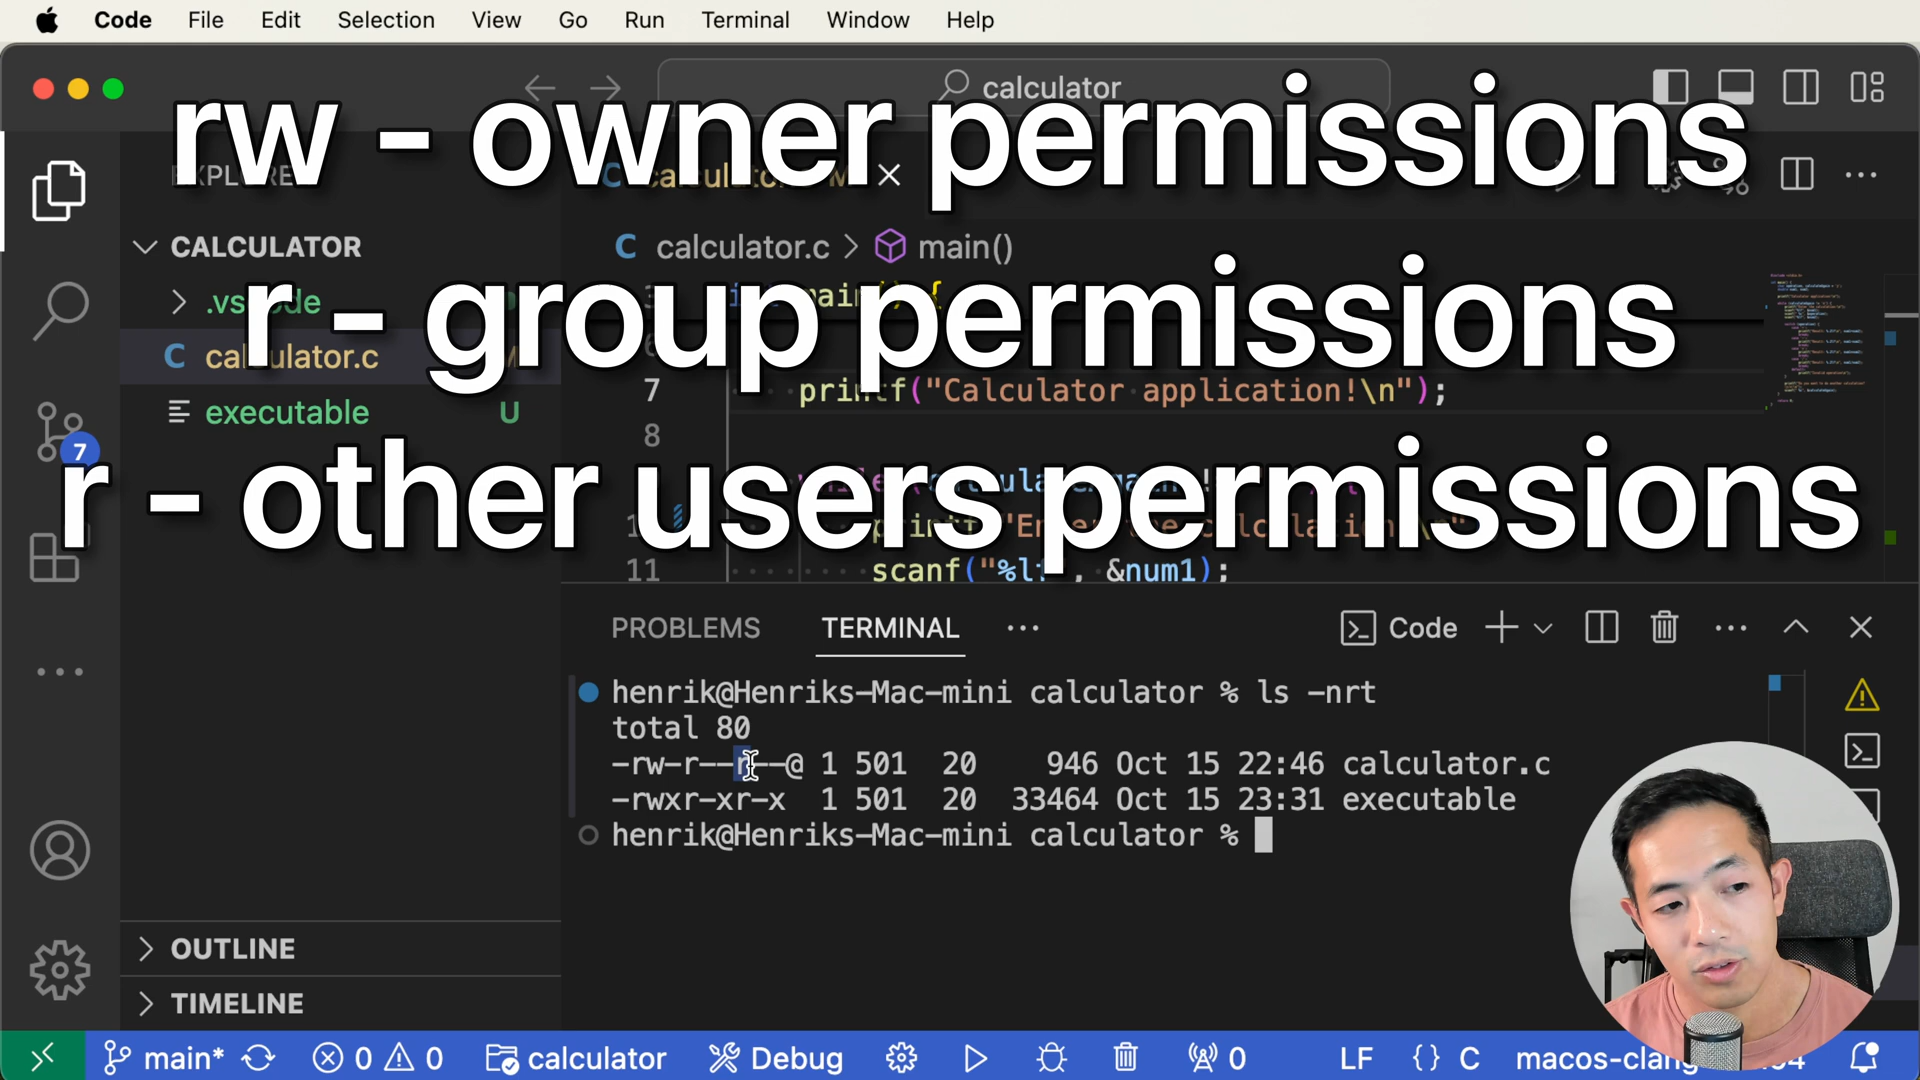 Code File Edit Selection View Go Run Terminal Window Help
calculator
rw - owner permissions
CALCULATOR
calculator.c > main()
r - group permissions
calculator.c
7 printf("Calculator application!\n");
executable U
8
7
r - other users permissions
11 scanf("%lf", &num1);
PROBLEMS TERMINAL ... Code
henrik@Henriks-Mac-mini calculator % ls -nrt
total 80
-rw-r--r--@ 1 501 20 946 Oct 15 22:46 calculator.c
-rwxr-xr-x 1 501 20 33464 Oct 15 23:31 executable
henrik@Henriks-Mac-mini calculator %
OUTLINE
TIMELINE
main* 0 0 calculator Debug 0 LF {} C